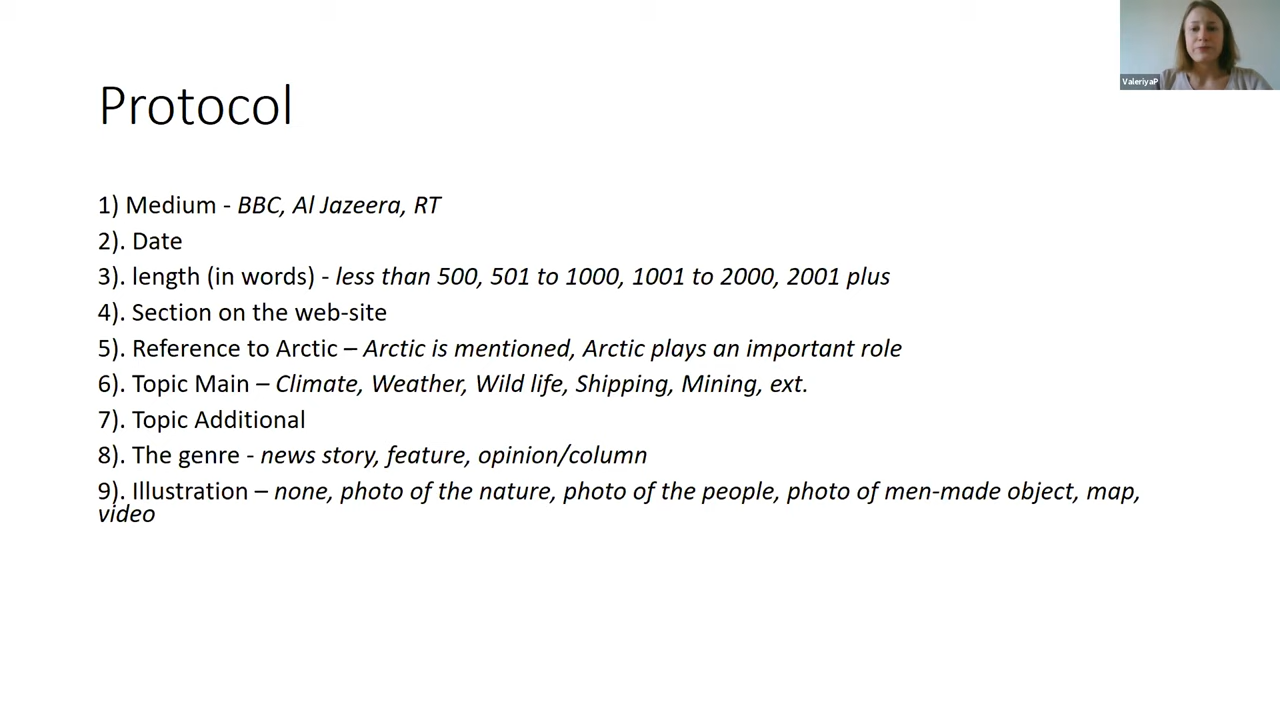 ValeriyaP
Protocol
1) Medium - BBC, Al Jazeera, RT
2). Date
3). length (in words) - less than 500, 501 to 1000, 1001 to 2000, 2001 plus
4). Section on the web-site
5). Reference to Arctic – Arctic is mentioned, Arctic plays an important role
6). Topic Main – Climate, Weather, Wild life, Shipping, Mining, ext.
7). Topic Additional
8). The genre - news story, feature, opinion/column
9). Illustration – none, photo of the nature, photo of the people, photo of men-made object, map,
video